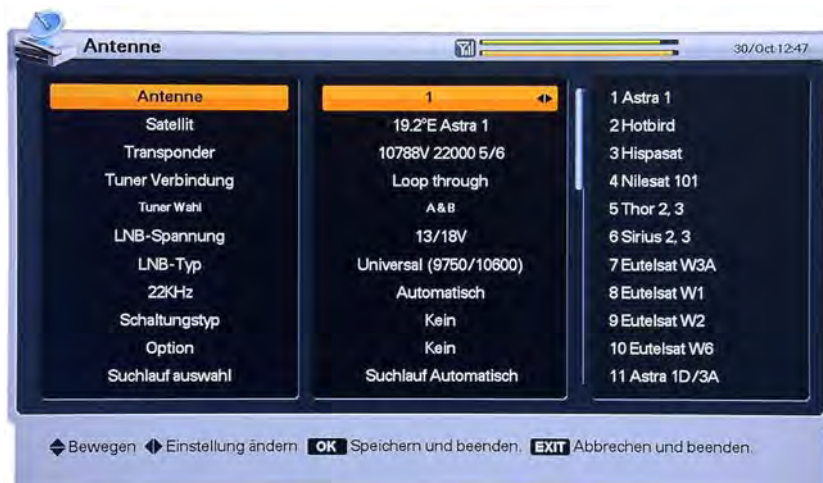 Antenne
30/Oct 12:47
Antenne 1
Satellit 19.2°E Astra 1
Transponder 10788V 22000 5/6
Tuner Verbindung Loop through
Tuner Wahl A&B
LNB-Spannung 13/18V
LNB-Typ Universal (9750/10600)
22KHz Automatisch
Schaltungstyp Kein
Option Kein
Suchlauf auswahl Suchlauf Automatisch
1 Astra 1
2 Hotbird
3 Hispasat
4 Nilesat 101
5 Thor 2, 3
6 Sirius 2, 3
7 Eutelsat W3A
8 Eutelsat W1
9 Eutelsat W2
10 Eutelsat W6
11 Astra 1D/3A
Bewegen Einstellung ändern OK Speichern und beenden. EXIT Abbrechen und beenden.